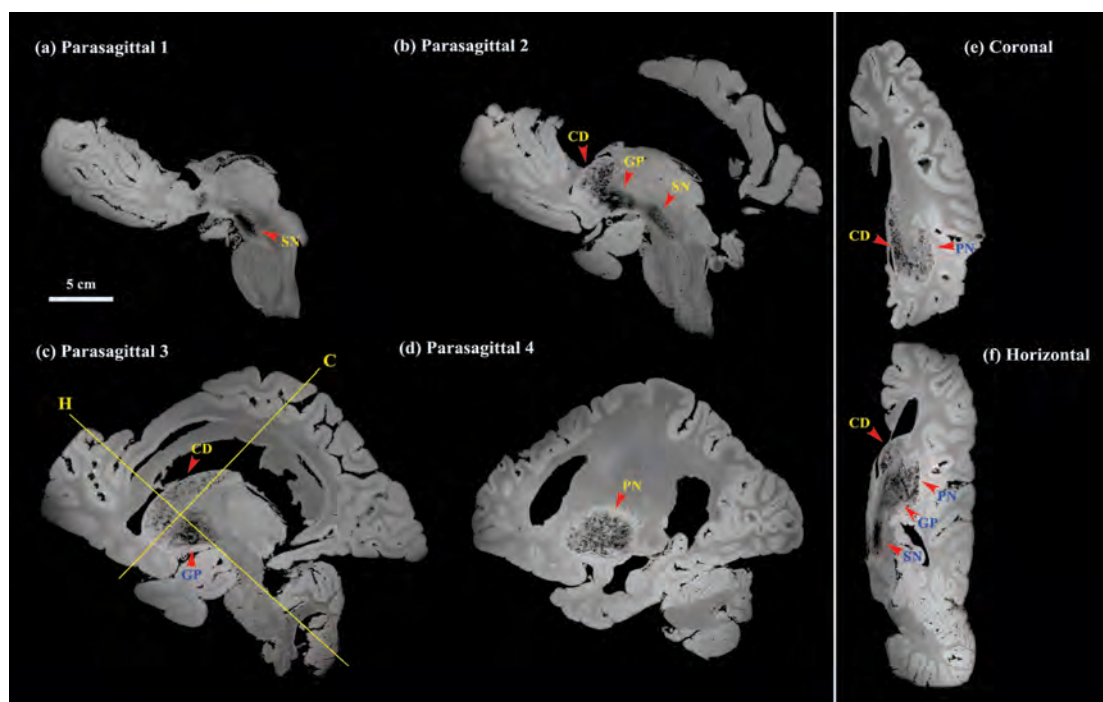 (a) Parasagittal 1
SN
5 cm
(b) Parasagittal 2
CD
GP
SN
(c) Parasagittal 3
C
H
CD
GP
(d) Parasagittal 4
PN
(e) Coronal
CD
PN
(f) Horizontal
CD
PN
GP
SN